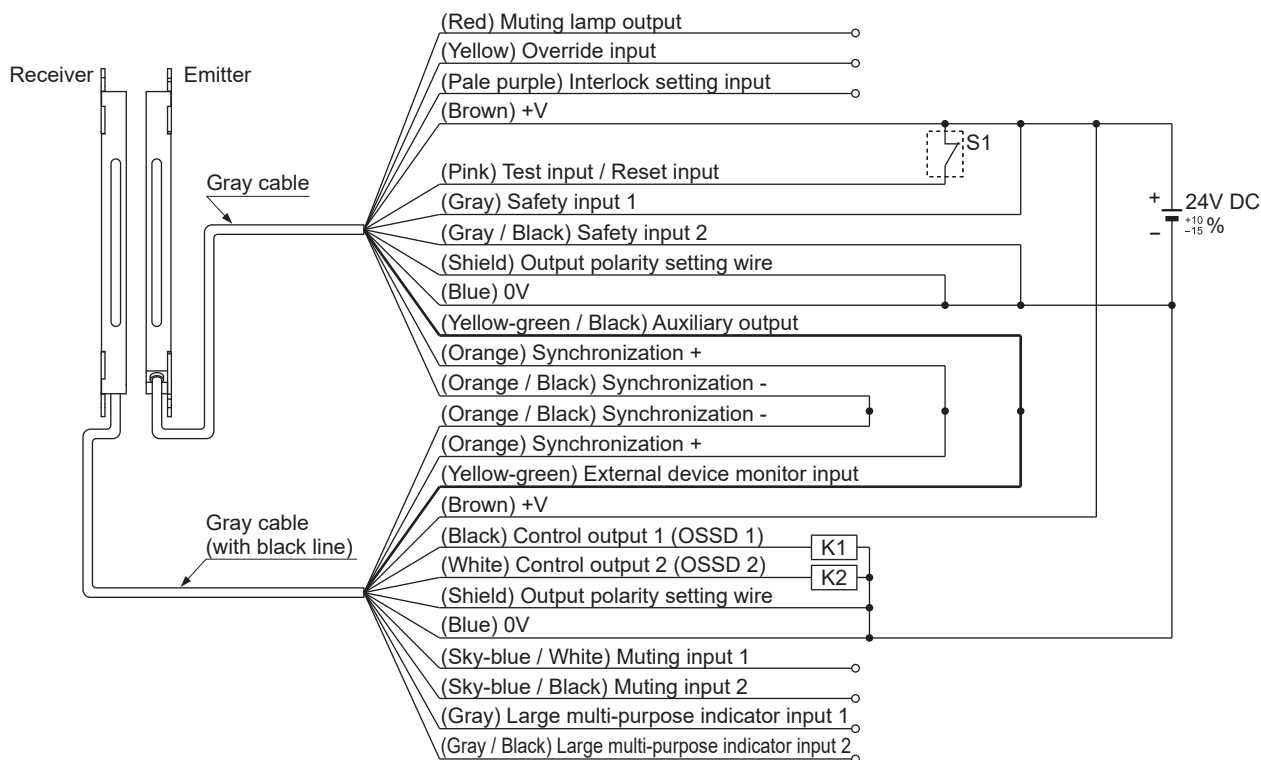 (Red) Muting lamp output
(Yellow) Override input
Receiver
Emitter
(Pale purple) Interlock setting input
(Brown) +V
S1
(Pink) Test input / Reset input
Gray cable
(Gray) Safety input 1
+
24V DC
+10
-15 %
−
(Gray / Black) Safety input 2
(Shield) Output polarity setting wire
(Blue) 0V
(Yellow-green / Black) Auxiliary output
(Orange) Synchronization +
(Orange / Black) Synchronization -
(Orange / Black) Synchronization -
(Orange) Synchronization +
(Yellow-green) External device monitor input
(Brown) +V
Gray cable
(with black line)
(Black) Control output 1 (OSSD 1)
K1
(White) Control output 2 (OSSD 2)
K2
(Shield) Output polarity setting wire
(Blue) 0V
(Sky-blue / White) Muting input 1
(Sky-blue / Black) Muting input 2
(Gray) Large multi-purpose indicator input 1
(Gray / Black) Large multi-purpose indicator input 2